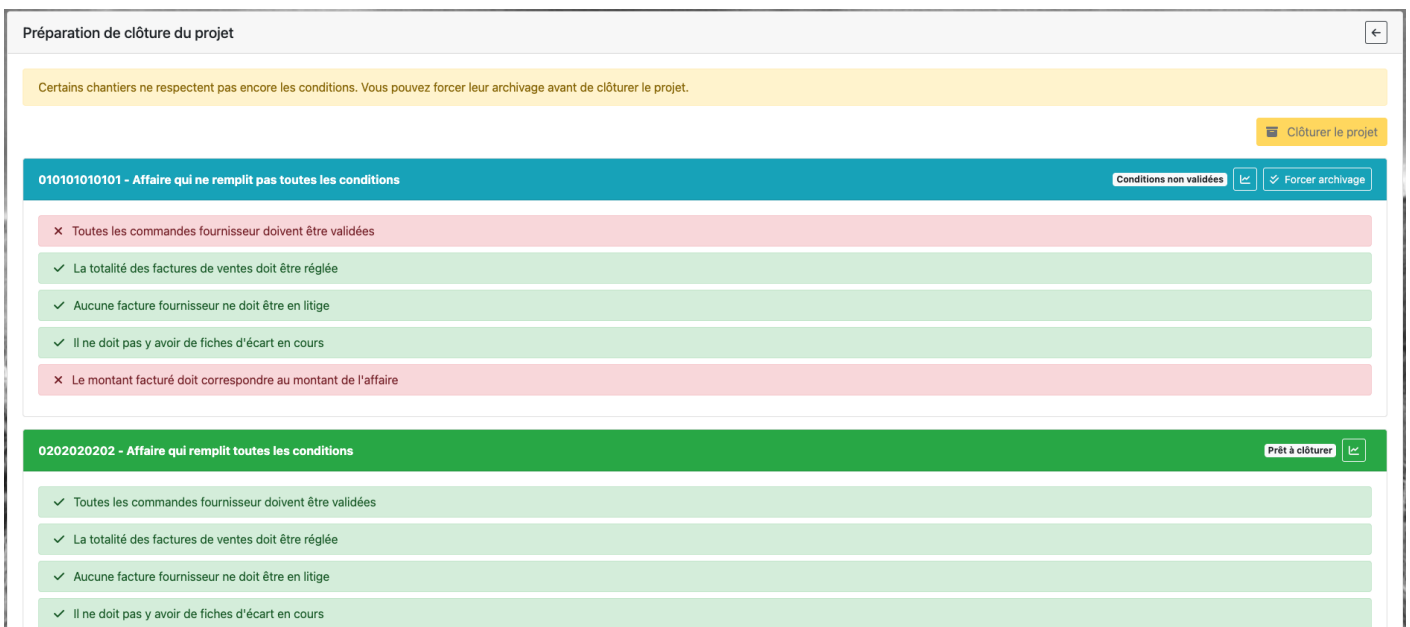 Préparation de clôture du projet
Certains chantiers ne respectent pas encore les conditions. Vous pouvez forcer leur archivage avant de clôturer le projet.
Clôturer le projet
010101010101 - Affaire qui ne remplit pas toutes les conditions
Conditions non validées
Forcer archivage
Toutes les commandes fournisseur doivent être validées
La totalité des factures de ventes doit être réglée
Aucune facture fournisseur ne doit être en litige
Il ne doit pas y avoir de fiches d'écart en cours
Le montant facturé doit correspondre au montant de l'affaire
0202020202 - Affaire qui remplit toutes les conditions
Prêt à clôturer
Toutes les commandes fournisseur doivent être validées
La totalité des factures de ventes doit être réglée
Aucune facture fournisseur ne doit être en litige
Il ne doit pas y avoir de fiches d'écart en cours